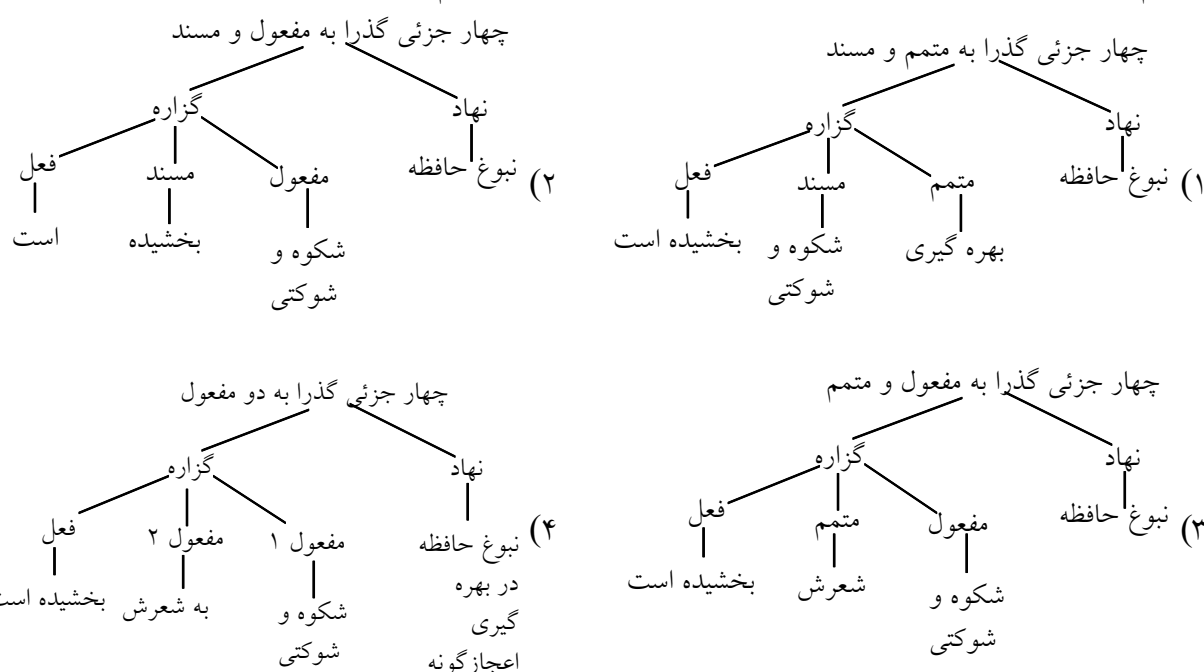 چهار جزئی گذرا به متمم و مسند
نهاد
گزاره
نبوغ حافظه
متمم
مسند
فعل
(۱
بهره گیری
شکوه و
شوکتی
بخشیده است
چهار جزئی گذرا به مفعول و مسند
نهاد
گزاره
نبوغ حافظه
مفعول
مسند
فعل
(۲
شکوه و
شوکتی
بخشیده
است
چهار جزئی گذرا به مفعول و متمم
نهاد
گزاره
نبوغ حافظه
مفعول
متمم
فعل
(۳
شکوه و
شوکتی
شعرش
بخشیده است
چهار جزئی گذرا به دو مفعول
نهاد
گزاره
نبوغ حافظه
در بهره
گیری
اعجازگونه
مفعول ۱
مفعول ۲
فعل
(۴
شکوه و
شوکتی
به شعرش
بخشیده است